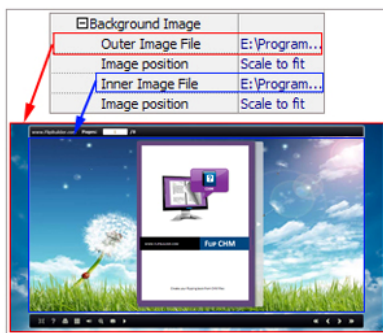 Background Image
Outer Image File E:\Program...
Image position Scale to fit
Inner Image File E:\Program...
Image position Scale to fit
Pages: /9
FLIP CHM